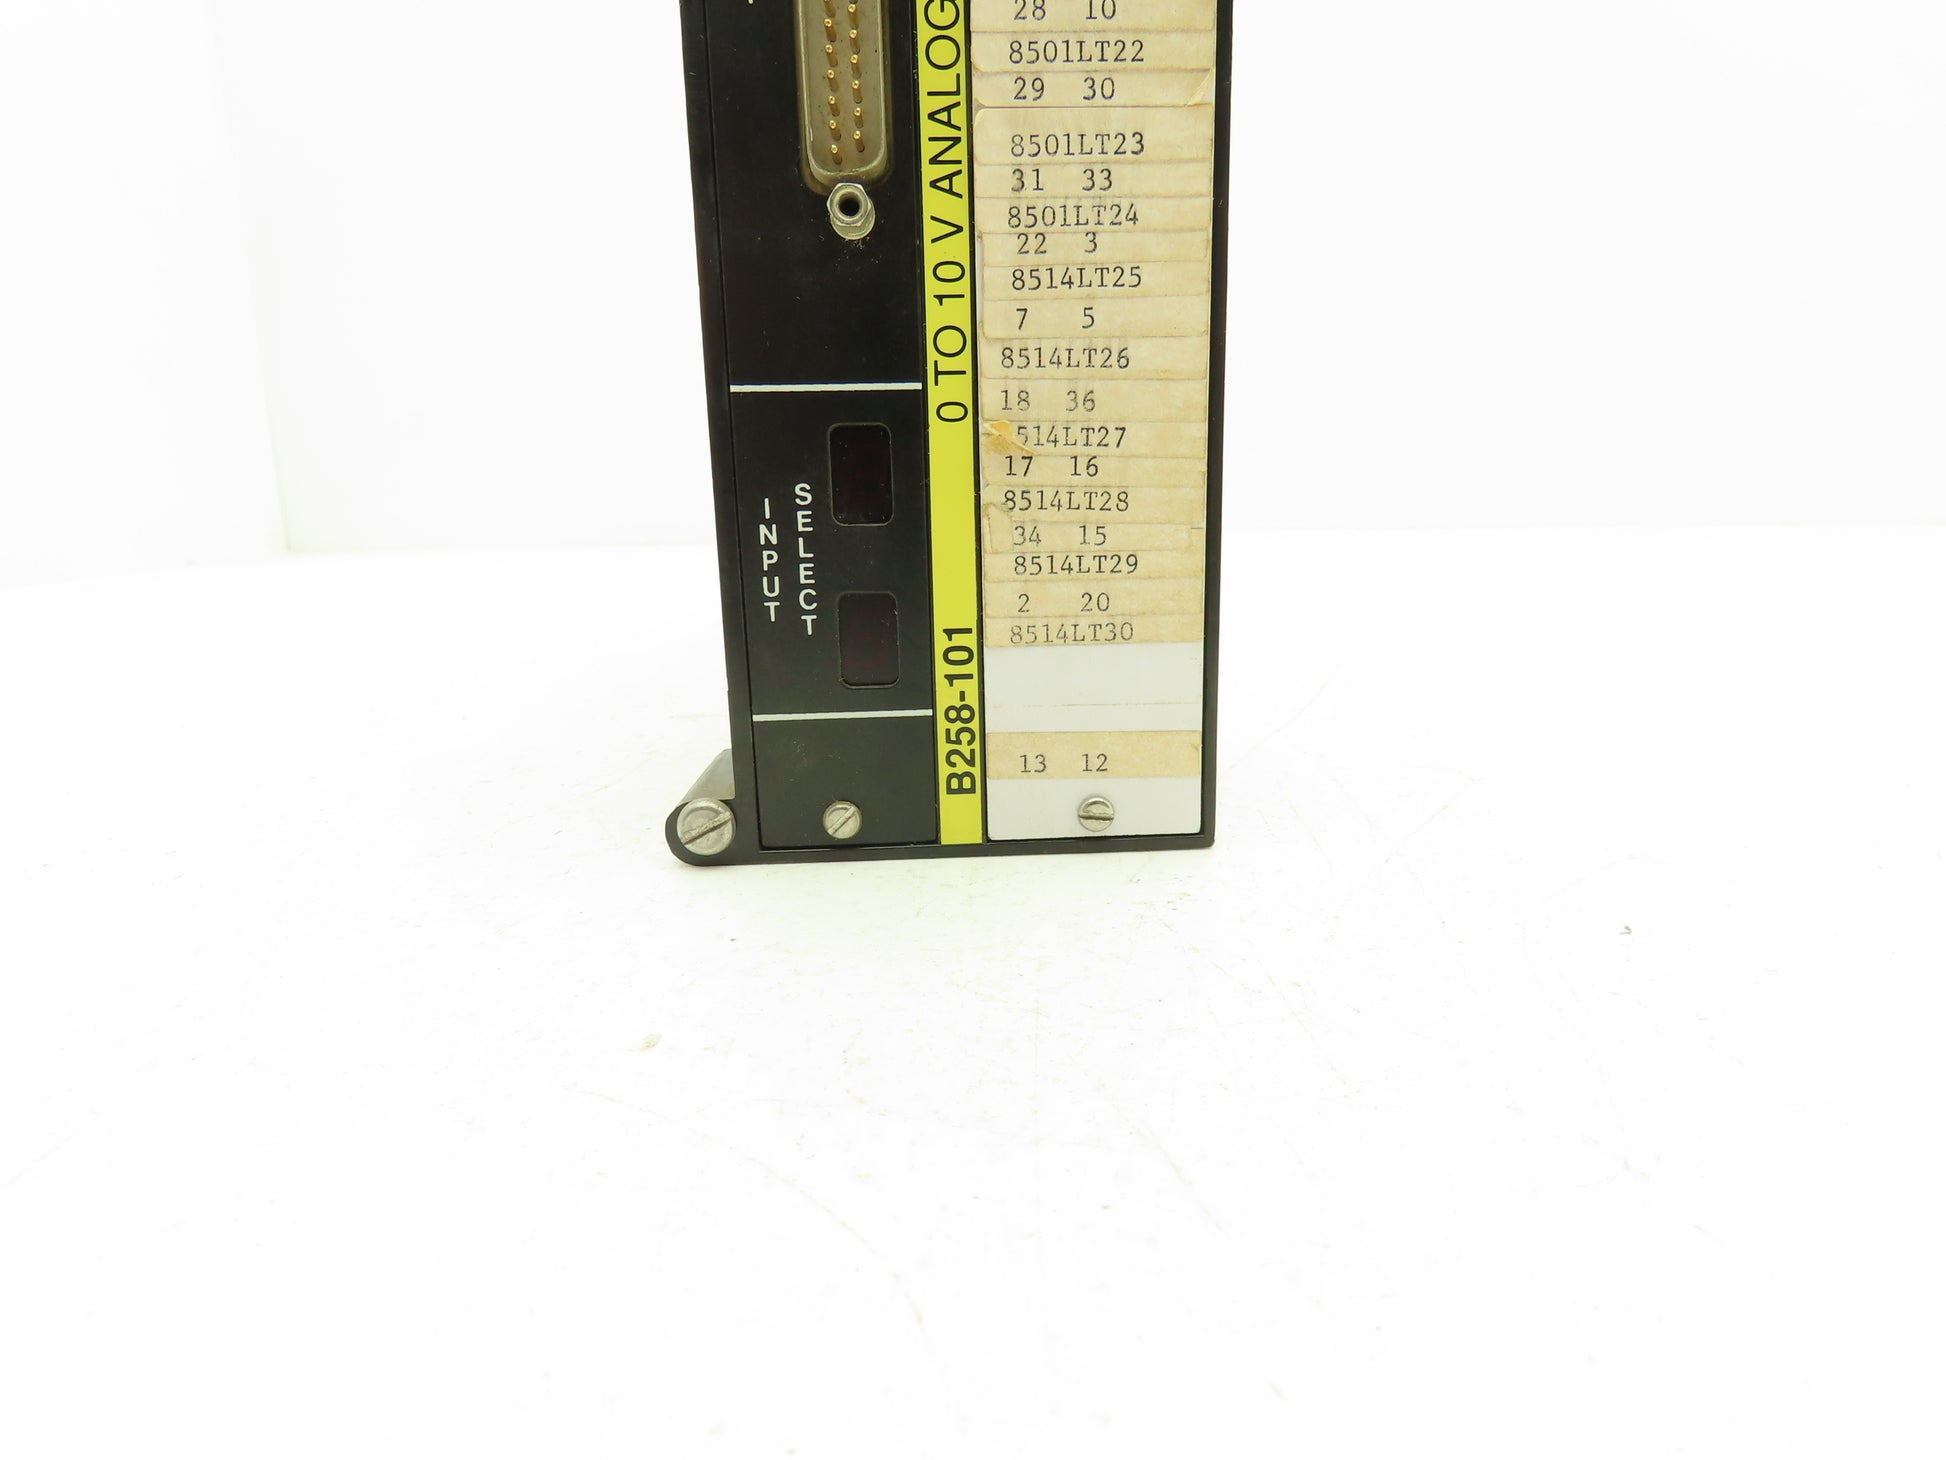 28 10
8501LT22
29 30
8501LT23
31 33
8501LT24
22 3
8514LT25
7 5
8514LT26
18 36
514LT27
17 16
8514LT28
34 15
8514LT29
2 20
8514LT30
13 12
0 TO 10 V ANALOG
B258-101
INPUT
SELECT